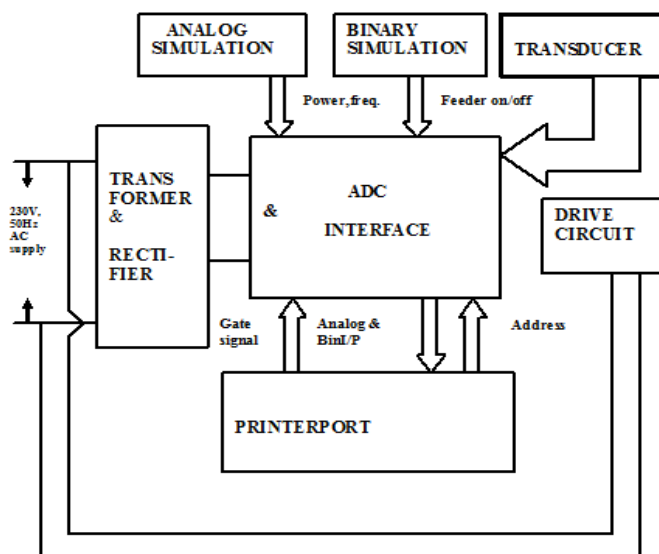 ANALOG
SIMULATION
BINARY
SIMULATION
TRANSDUCER
Power,freq.
Feeder on/off
TRANS
FORMER
&
RECTI-
FIER
& ADC
INTERFACE
DRIVE
CIRCUIT
230V,
50Hz
AC
supply
Gate
signal
Analog &
BinI/P
Address
PRINTERPORT